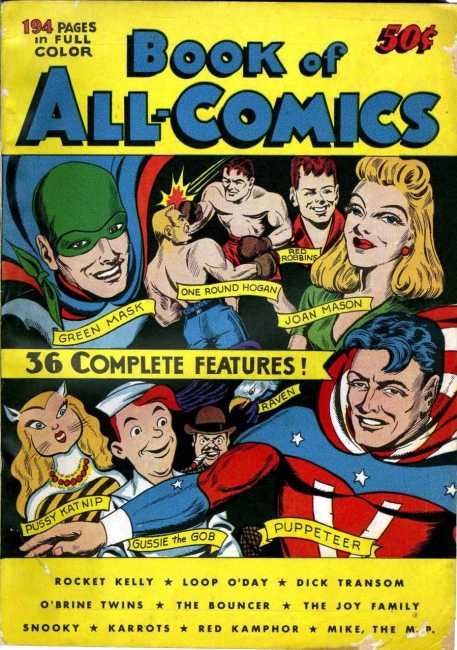 194 PAGES
in FULL
COLOR
50¢
BOOK of
ALL-COMICS
GREEN MASK
ONE ROUND HOGAN
RED
ROBBINS
JOAN MASON
36 COMPLETE FEATURES!
RAVEN
PUSSY KATNIP
GUSSIE the GOB
PUPPETEER
V
ROCKET KELLY ★ LOOP O'DAY ★ DICK TRANSOM
O'BRINE TWINS ★ THE BOUNCER ★ THE JOY FAMILY
SNOOKY ★ KARROTS ★ RED KAMPHOR ★ MIKE, THE M.P.